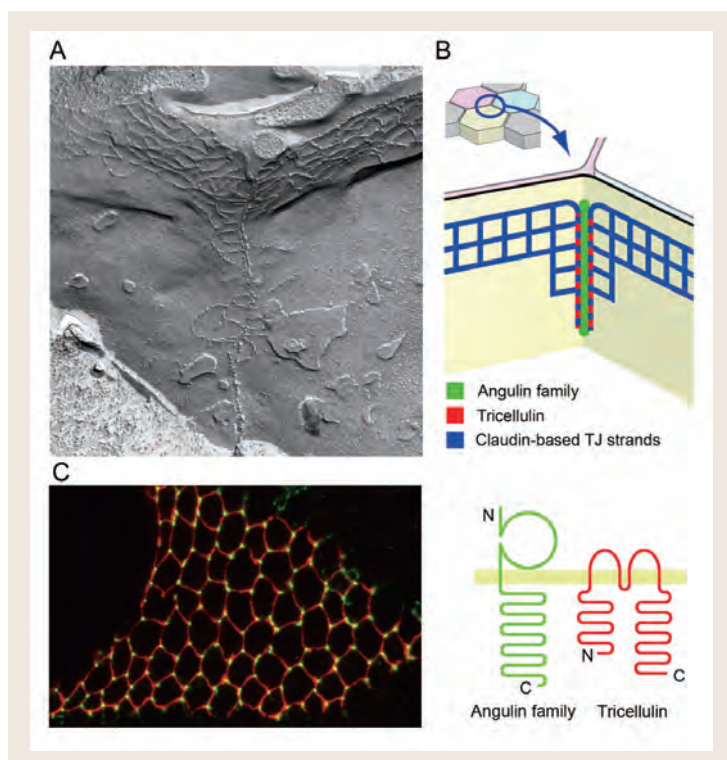 A
B
Angulin family
Tricellulin
Claudin-based TJ strands
C
N
N
C
C
Angulin family
Tricellulin